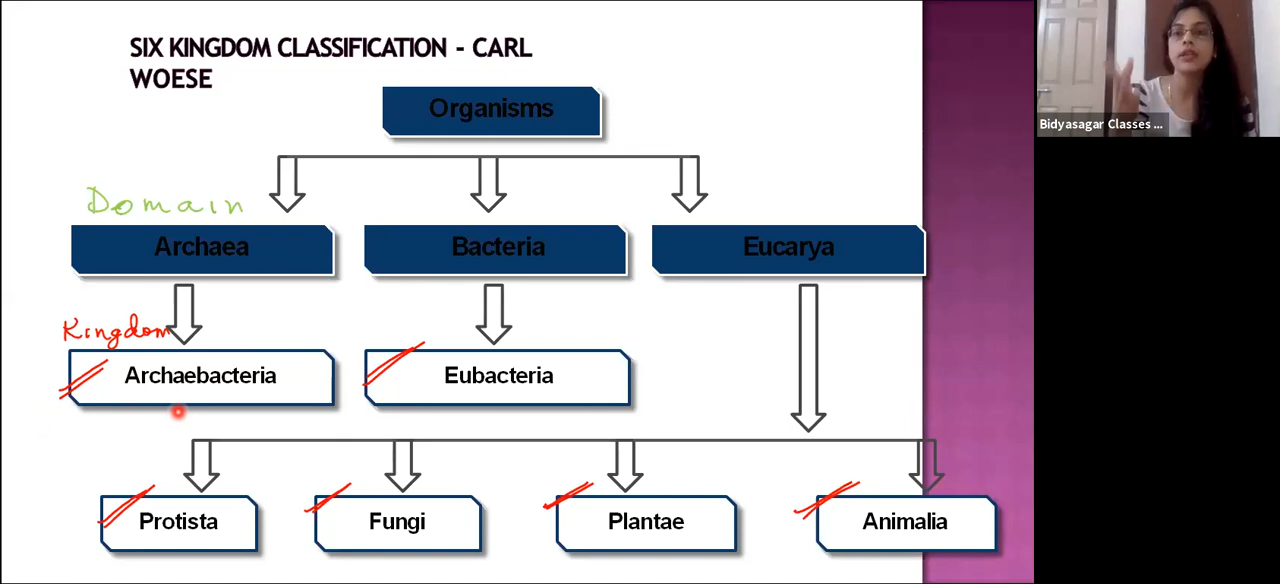 SIX KINGDOM CLASSIFICATION - CARL
WOESE
Organisms
Bidyasagar Classes ...
Domain
Archaea
Bacteria
Eucarya
Kingdom
Archaebacteria
Eubacteria
Protista
Fungi
Plantae
Animalia